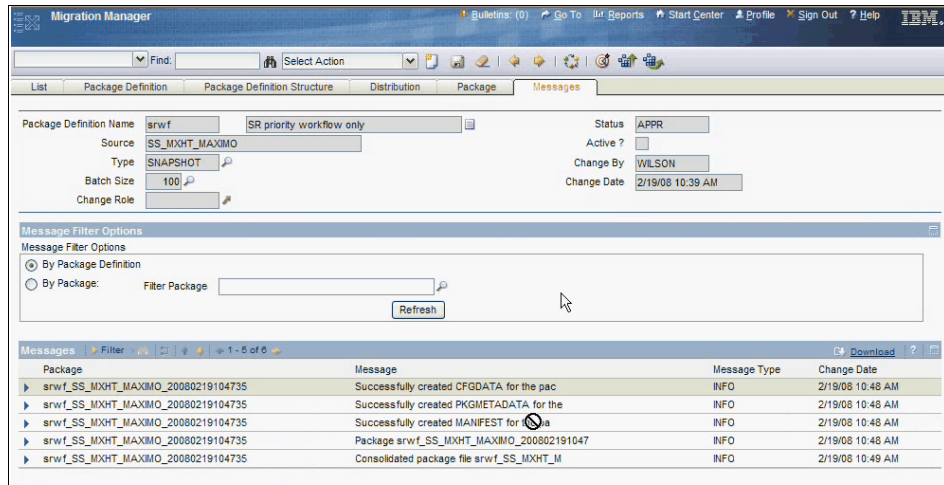 Migration Manager
Bulletins: (0) Go To Reports Start Center Profile Sign Out ? Help IBM.
Find: Select Action
List Package Definition Package Definition Structure Distribution Package Messages
Package Definition Name srwf SR priority workflow only Status APPR
Source SS_MXHT_MAXIMO Active ?
Type SNAPSHOT Change By WILSON
Batch Size 100 Change Date 2/19/08 10:39 AM
Change Role
Message Filter Options
Message Filter Options
By Package Definition
By Package: Filter Package
Refresh
Messages Filter 1 - 5 of 6 Download ?
Package Message Message Type Change Date
srwf_SS_MXHT_MAXIMO_20080219104735 Successfully created CFGDATA for the pac INFO 2/19/08 10:48 AM
srwf_SS_MXHT_MAXIMO_20080219104735 Successfully created PKGMETADATA for the INFO 2/19/08 10:48 AM
srwf_SS_MXHT_MAXIMO_20080219104735 Successfully created MANIFEST for the pa INFO 2/19/08 10:48 AM
srwf_SS_MXHT_MAXIMO_20080219104735 Package srwf_SS_MXHT_MAXIMO_200802191047 INFO 2/19/08 10:48 AM
srwf_SS_MXHT_MAXIMO_20080219104735 Consolidated package file srwf_SS_MXHT_M INFO 2/19/08 10:49 AM